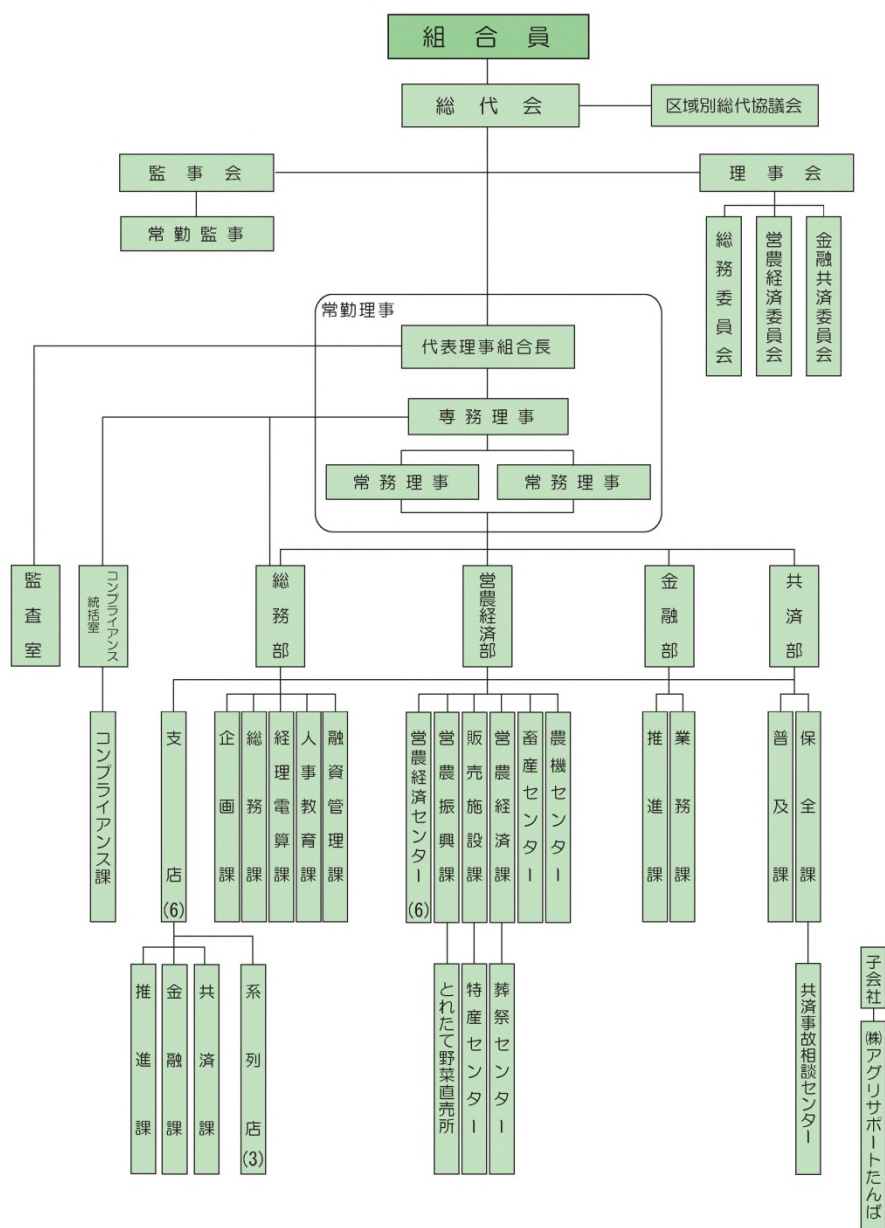 組合員
総代会
区域別総代協議会
監事会
理事会
常勤監事
総務委員会
営農経済委員会
金融共済委員会
常勤理事
代表理事組合長
専務理事
常務理事
常務理事
監査室
コンプライアンス
統括室
総務部
営農経済部
金融部
共済部
コンプライアンス課
支店(6)
企画課
総務課
経理電算課
人事教育課
融資管理課
営農経済センター(6)
営農振興課
販売施設課
営農経済課
畜産センター
農機センター
推進課
業務課
普及課
保全課
推進課
金融課
共済課
系列店(3)
とれたて野菜直売所
特産センター
葬祭センター
共済事故相談センター
子会社
㈱アグリサポートたんば